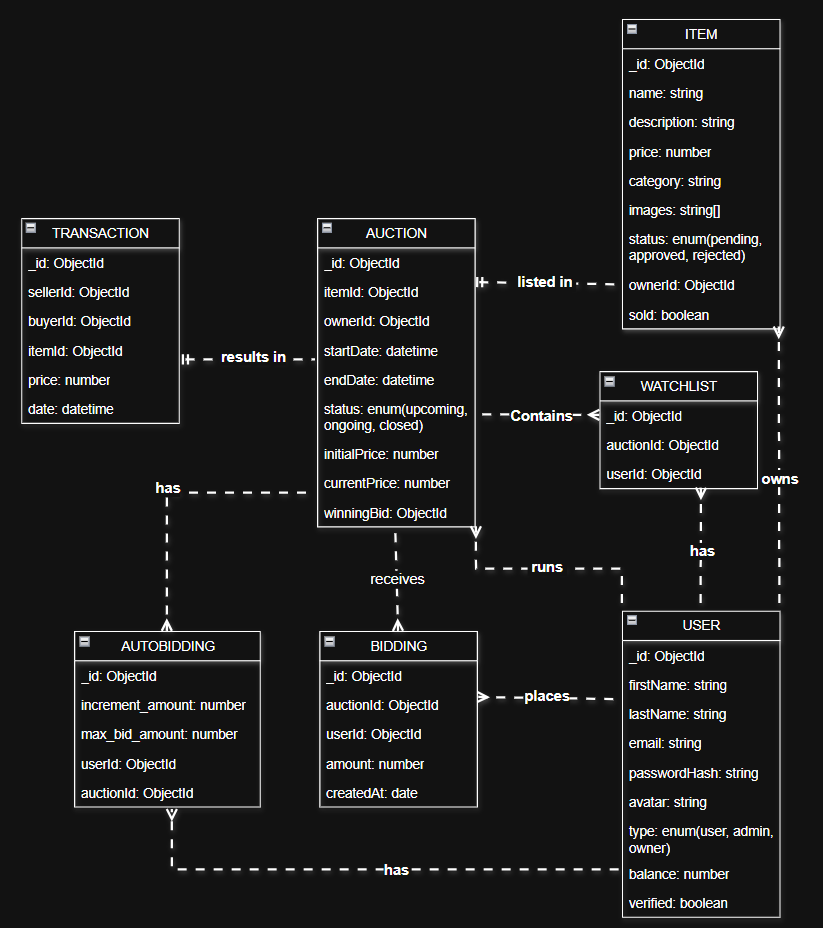 ITEM
_id: ObjectId
name: string
description: string
price: number
category: string
images: string[]
status: enum(pending,
approved, rejected)
ownerId: ObjectId
sold: boolean
TRANSACTION
_id: ObjectId
sellerId: ObjectId
buyerId: ObjectId
itemId: ObjectId
price: number
date: datetime
results in
AUCTION
_id: ObjectId
itemId: ObjectId
ownerId: ObjectId
startDate: datetime
endDate: datetime
status: enum(upcoming,
ongoing, closed)
initialPrice: number
currentPrice: number
winningBid: ObjectId
listed in
Contains
WATCHLIST
_id: ObjectId
auctionId: ObjectId
userId: ObjectId
owns
has
has
receives
runs
AUTOBIDDING
_id: ObjectId
increment_amount: number
max_bid_amount: number
userId: ObjectId
auctionId: ObjectId
BIDDING
_id: ObjectId
auctionId: ObjectId
userId: ObjectId
amount: number
createdAt: date
places
USER
_id: ObjectId
firstName: string
lastName: string
email: string
passwordHash: string
avatar: string
type: enum(user, admin,
owner)
balance: number
verified: boolean
has